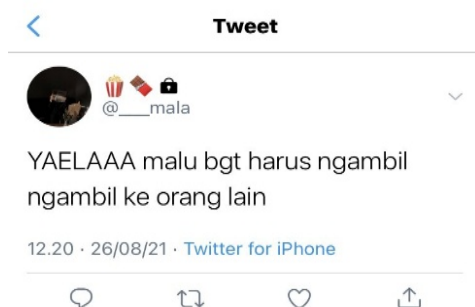 Tweet
🍿🍫💼
@___mala
YAELAAA malu bgt harus ngambil
ngambil ke orang lain
12.20 · 26/08/21 · Twitter for iPhone